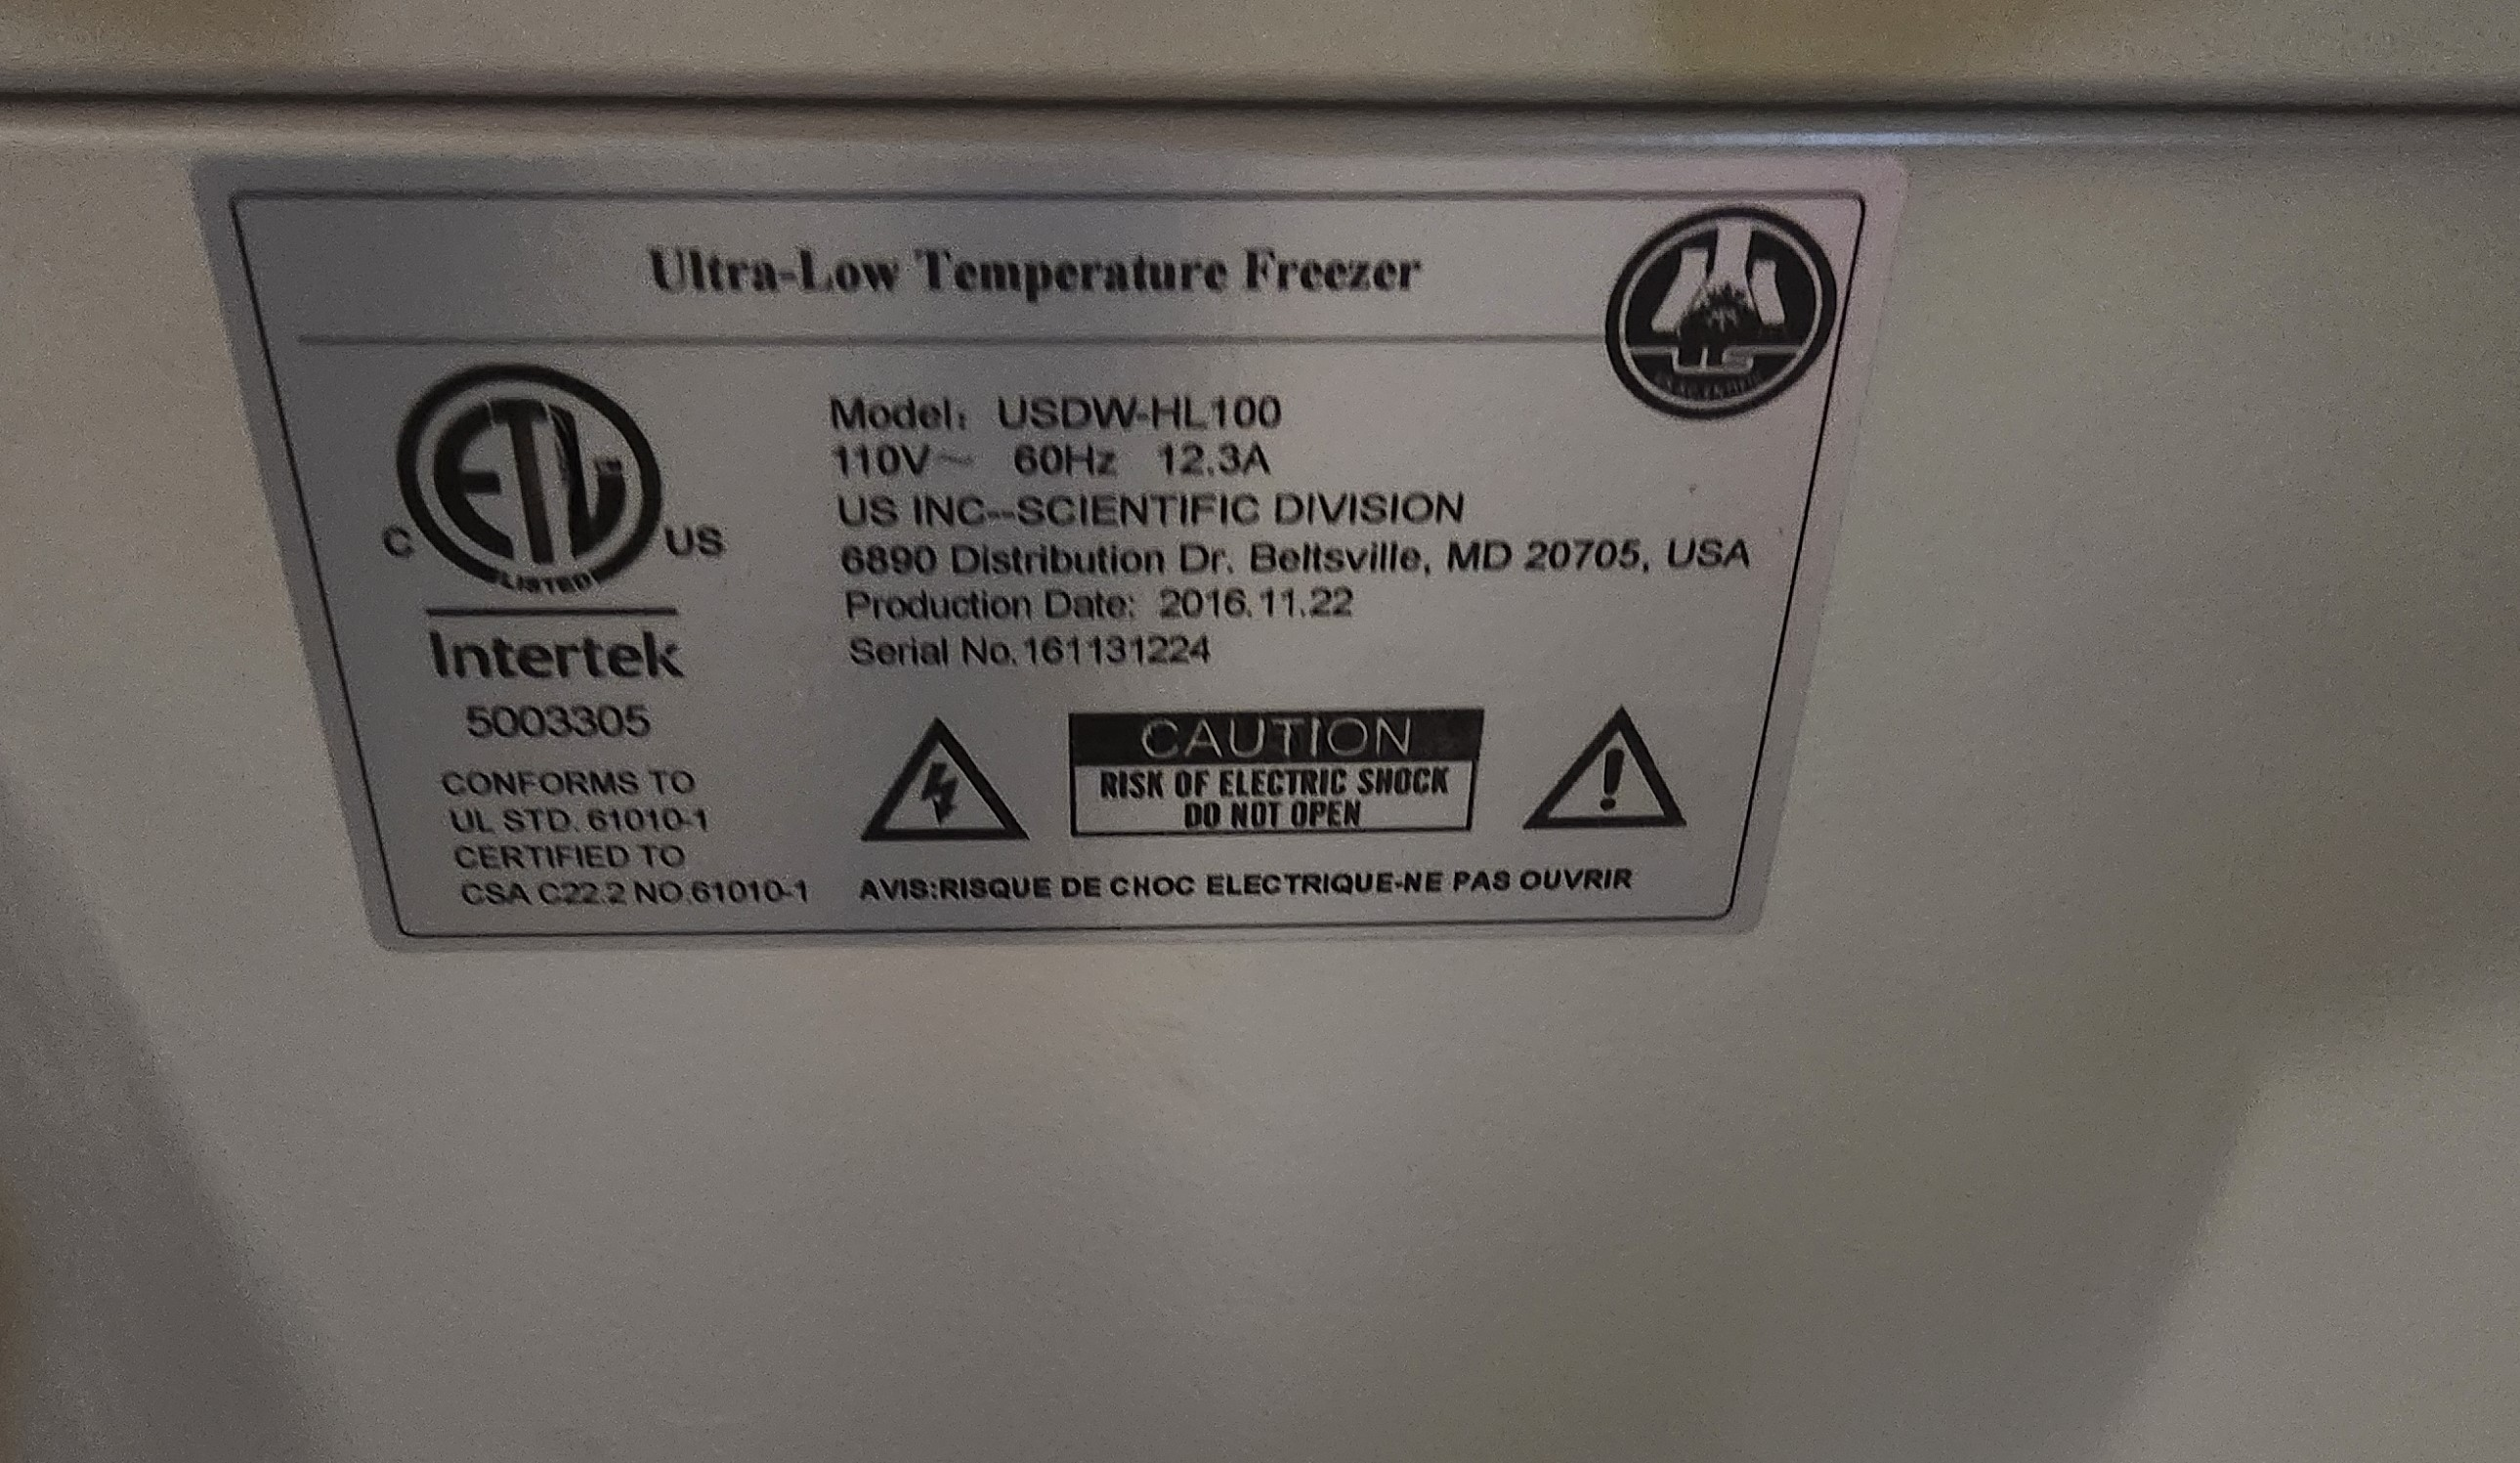 Ultra-Low Temperature Freezer
ETL
C US
LISTED
Intertek
5003305
CONFORMS TO
UL STD. 61010-1
CERTIFIED TO
CSA C22.2 NO.61010-1
Model: USDW-HL100
110V~ 60Hz 12.3A
US INC--SCIENTIFIC DIVISION
6890 Distribution Dr. Beltsville, MD 20705, USA
Production Date: 2016.11.22
Serial No.161131224
CAUTION
RISK OF ELECTRIC SHOCK
DO NOT OPEN
AVIS:RISQUE DE CHOC ELECTRIQUE-NE PAS OUVRIR